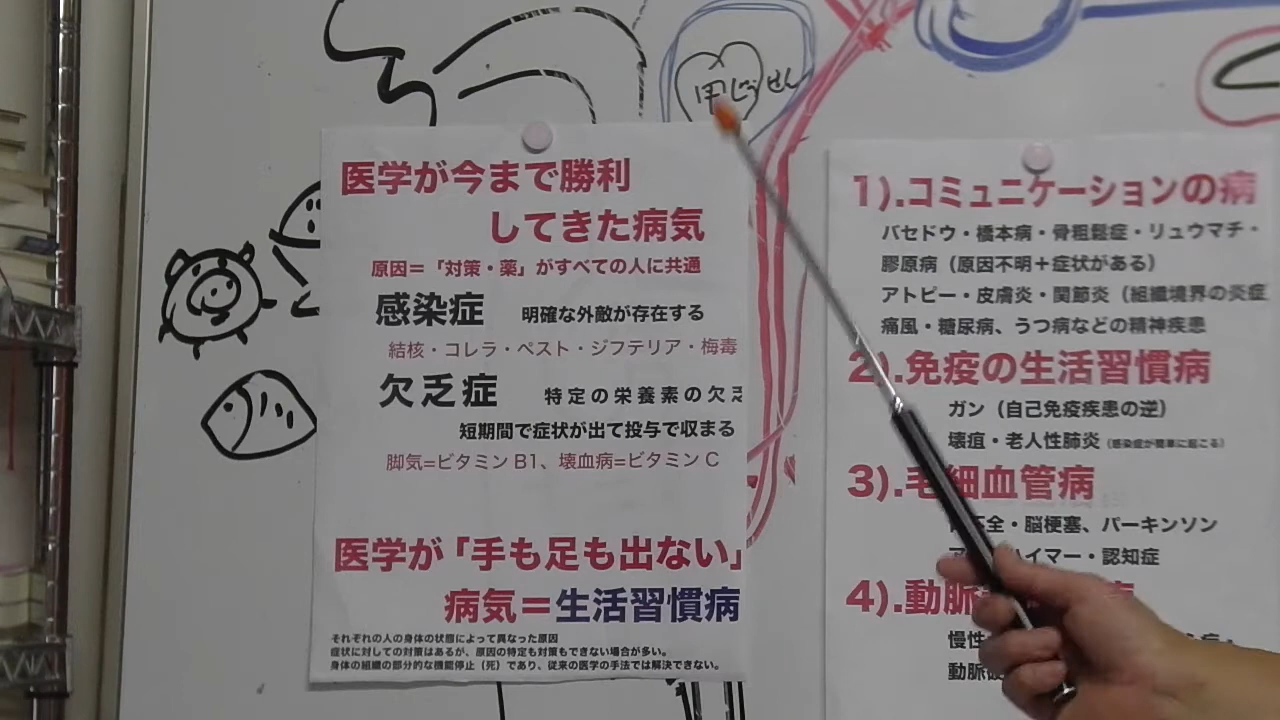 甲じょせん
医学が今まで勝利
してきた病気
原因＝「対策・薬」がすべての人に共通
感染症 明確な外敵が存在する
結核・コレラ・ペスト・ジフテリア・梅毒
欠乏症 特定の栄養素の欠乏
短期間で症状が出て投与で収まる
脚気=ビタミンB1、壊血病=ビタミンC
医学が「手も足も出ない」
病気＝生活習慣病
それぞれの人の身体の状態によって異なった原因
症状に対しての対策はあるが、原因の特定も対策もできない場合が多い。
身体の組織の部分的な機能停止（死）であり、従来の医学の手法では解決できない。
1).コミュニケーションの病
バセドウ・橋本病・骨粗鬆症・リュウマチ・
膠原病（原因不明＋症状がある）
アトピー・皮膚炎・関節炎（組織境界の炎症
痛風・糖尿病、うつ病などの精神疾患
2).免疫の生活習慣病
ガン（自己免疫疾患の逆）
壊疽・老人性肺炎（感染症が簡単に起こる）
3).毛細血管病
不全・脳梗塞、パーキンソン
ア ハイマー・認知症
4).動脈
慢性
動脈